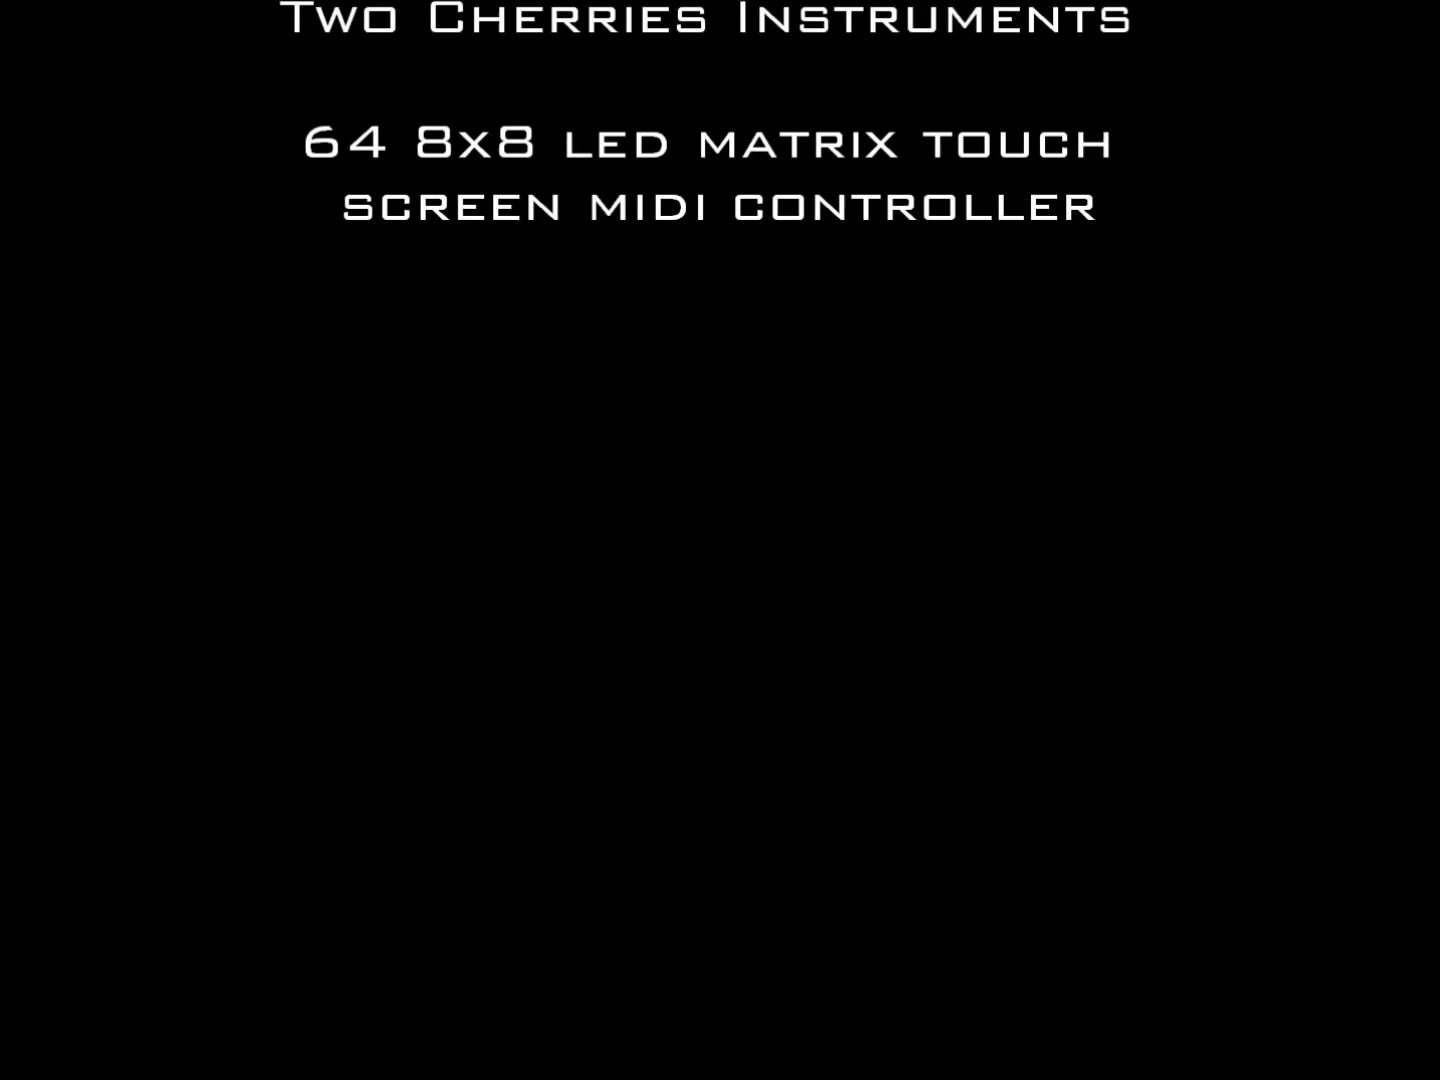 Two Cherries Instruments
64 8x8 led matrix touch
screen midi controller